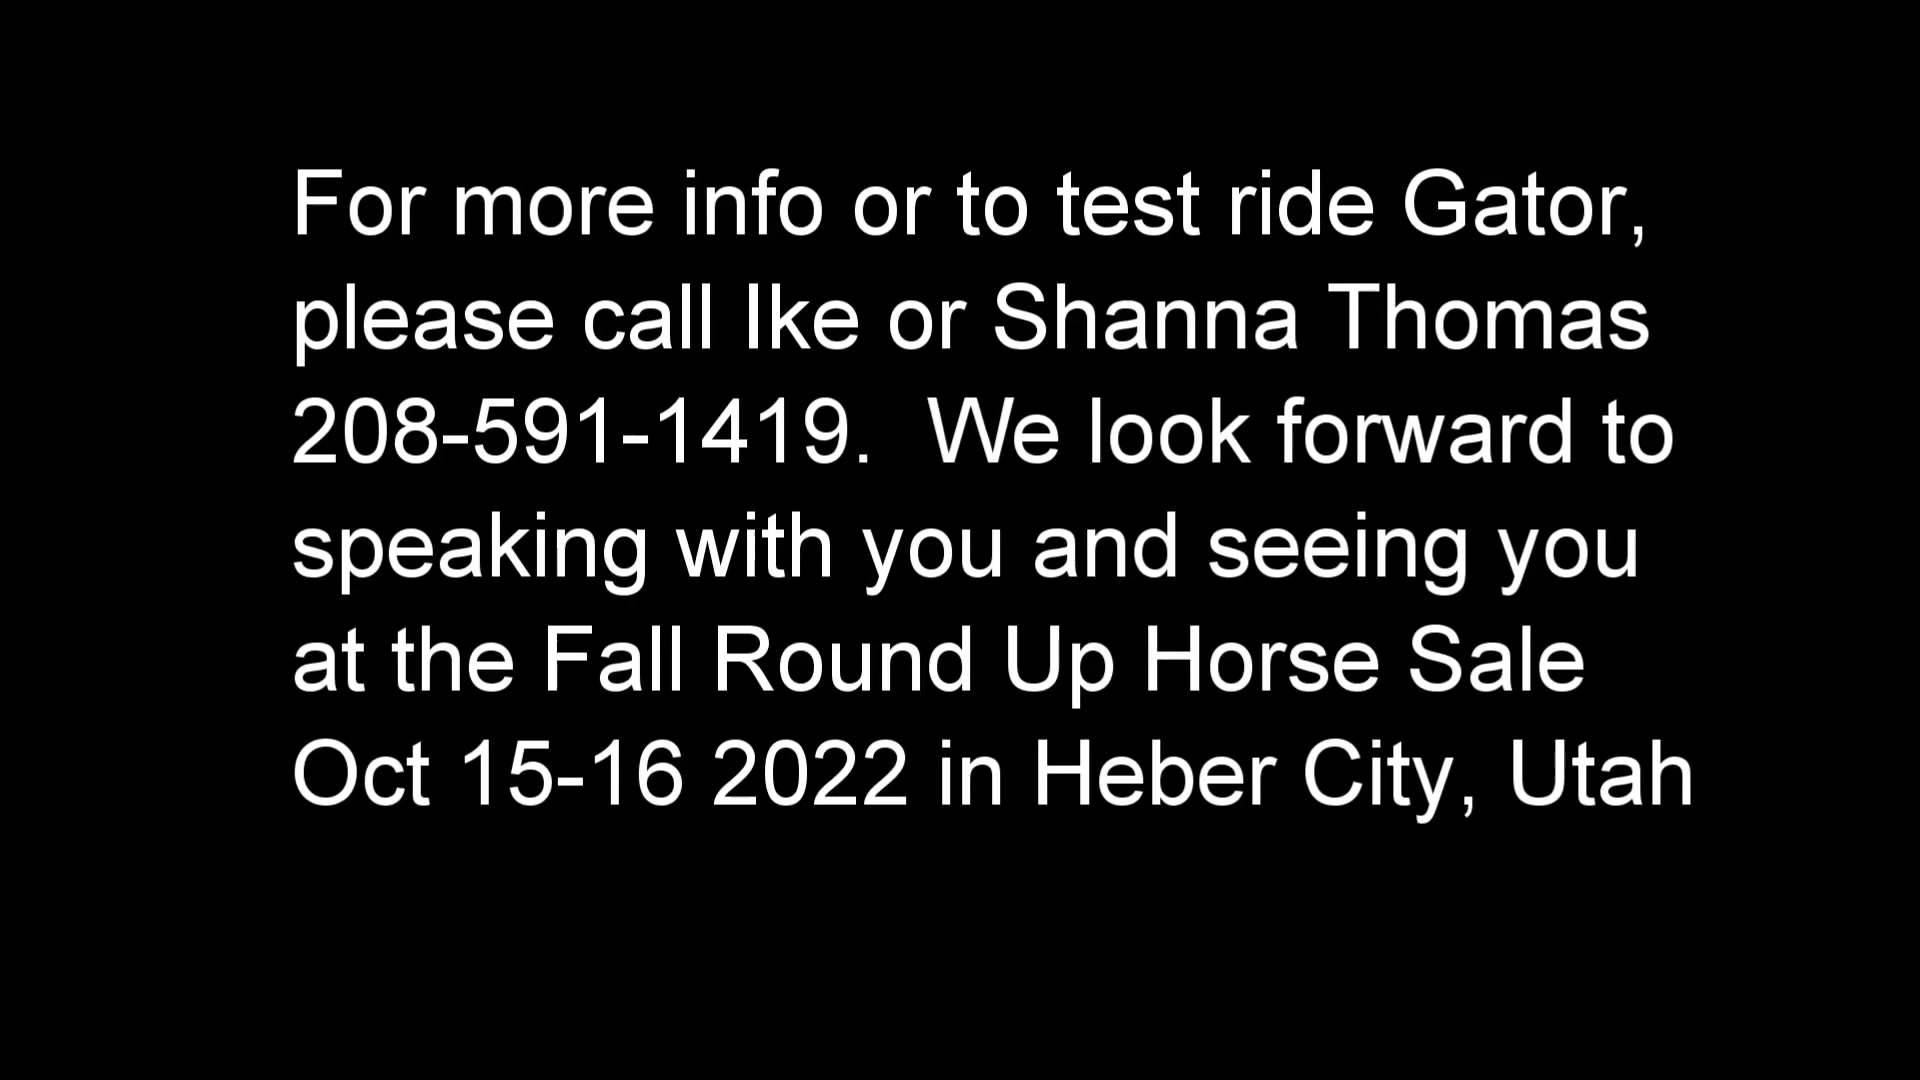 For more info or to test ride Gator,
please call Ike or Shanna Thomas
208-591-1419.  We look forward to
speaking with you and seeing you
at the Fall Round Up Horse Sale
Oct 15-16 2022 in Heber City, Utah